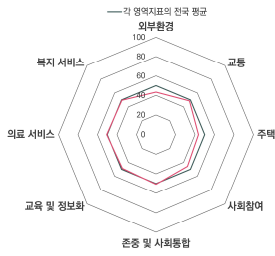 각 영역지표의 전국 평균
외부환경
100
복지 서비스
80
교통
60
40
20
의료 서비스
0
주택
교육 및 정보화
사회참여
존중 및 사회통합